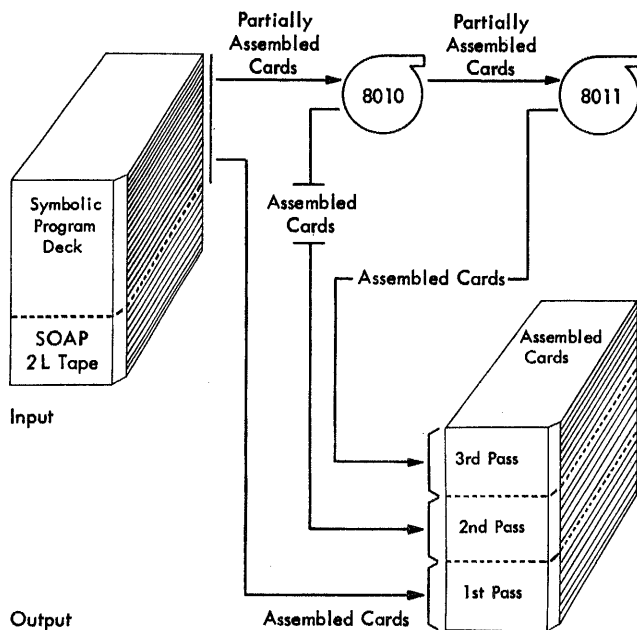 Partially
Assembled
Cards
Partially
Assembled
Cards
8010
8011
Symbolic
Program
Deck
SOAP
2 L Tape
Input
Assembled
Cards
Assembled Cards
Assembled
Cards
3rd Pass
2nd Pass
1st Pass
Assembled Cards
Output